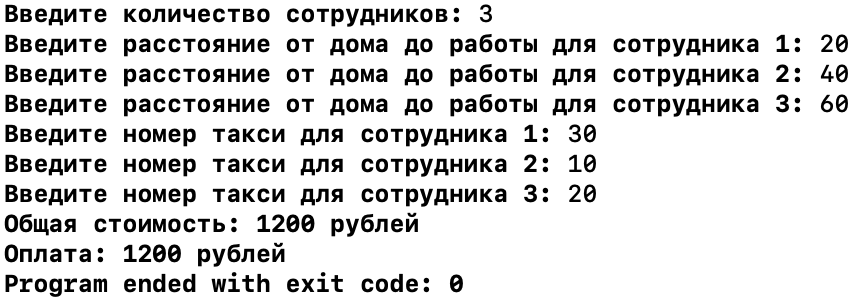 Введите количество сотрудников: 3
Введите расстояние от дома до работы для сотрудника 1: 20
Введите расстояние от дома до работы для сотрудника 2: 40
Введите расстояние от дома до работы для сотрудника 3: 60
Введите номер такси для сотрудника 1: 30
Введите номер такси для сотрудника 2: 10
Введите номер такси для сотрудника 3: 20
Общая стоимость: 1200 рублей
Оплата: 1200 рублей
Program ended with exit code: 0